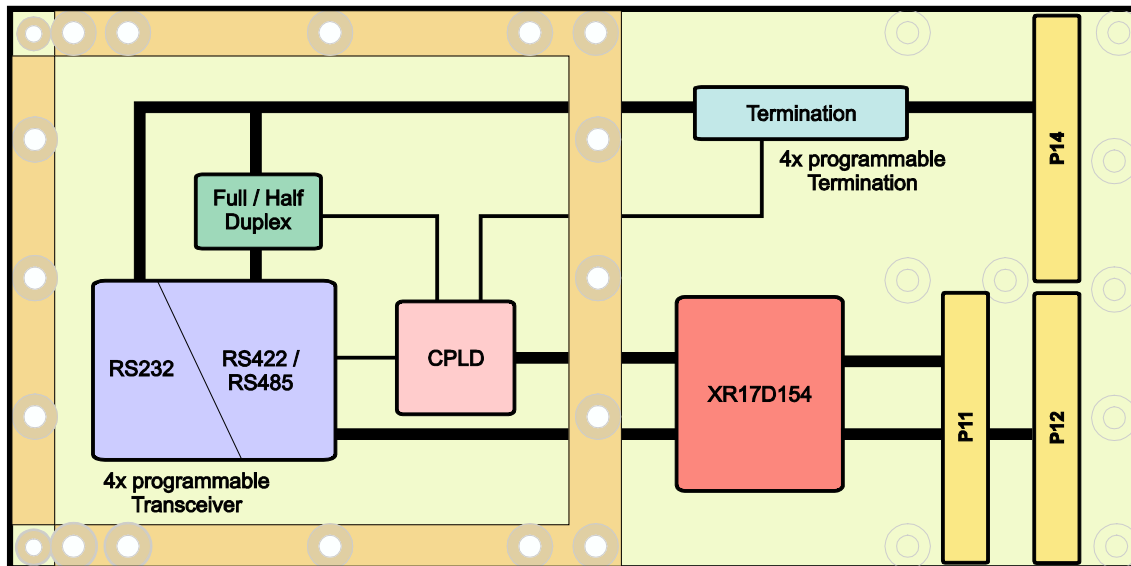 Termination
P14
4x programmable
Termination
Full / Half
Duplex
RS232
RS422 /
RS485
CPLD
XR17D154
P11
P12
4x programmable
Transceiver